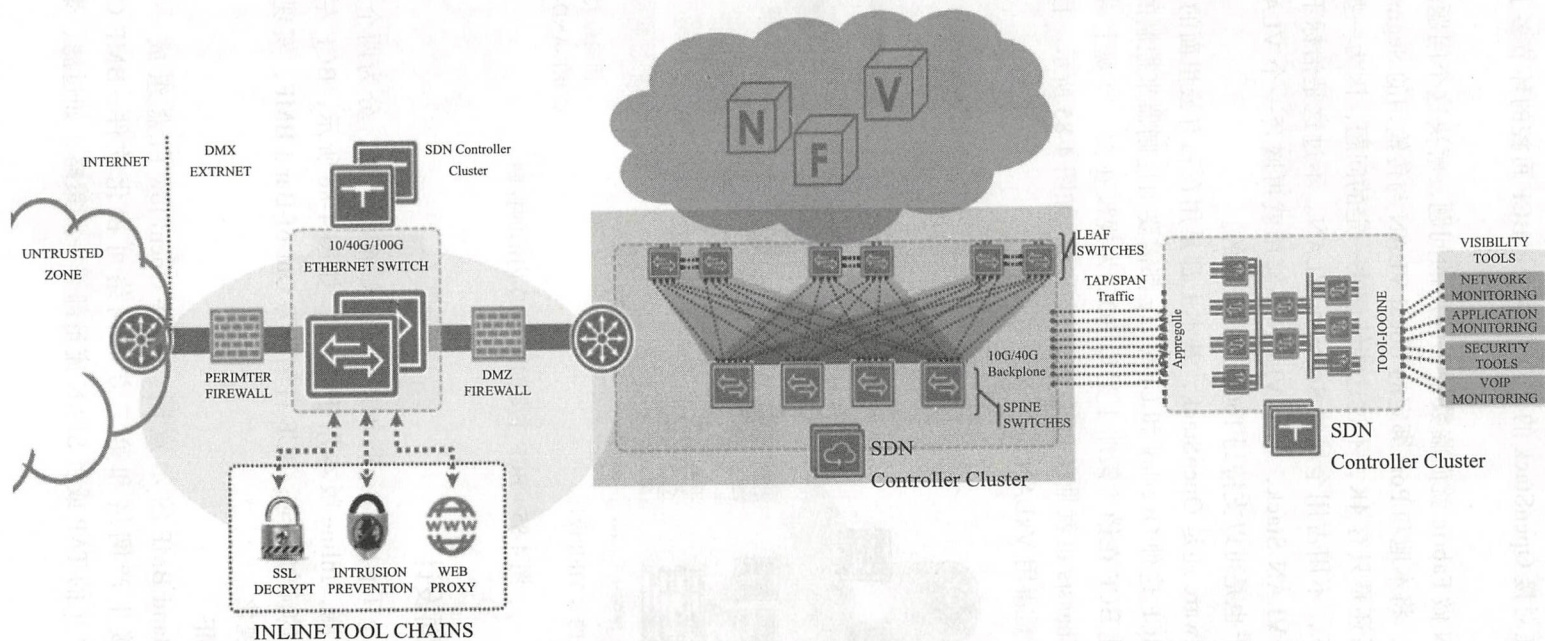 INTERNET
DMX
EXTRNET
SDN Controller
Cluster
UNTRUSTED
ZONE
10/40G/100G
ETHERNET SWITCH
PERIMTER
FIREWALL
DMZ
FIREWALL
SSL
DECRYPT
INTRUSION
PREVENTION
WWW
WEB
PROXY
INLINE TOOL CHAINS
N
F
V
LEAF
SWITCHES
TAP/SPAN
Traffic
10G/40G
Backplone
SPINE
SWITCHES
SDN
Controller Cluster
Appregolle
TOOI-IOOINE
SDN
Controller Cluster
VISIBILITY
TOOLS
NETWORK
MONITORING
APPLICATION
MONITORING
SECURITY
TOOLS
VOIP
MONITORING